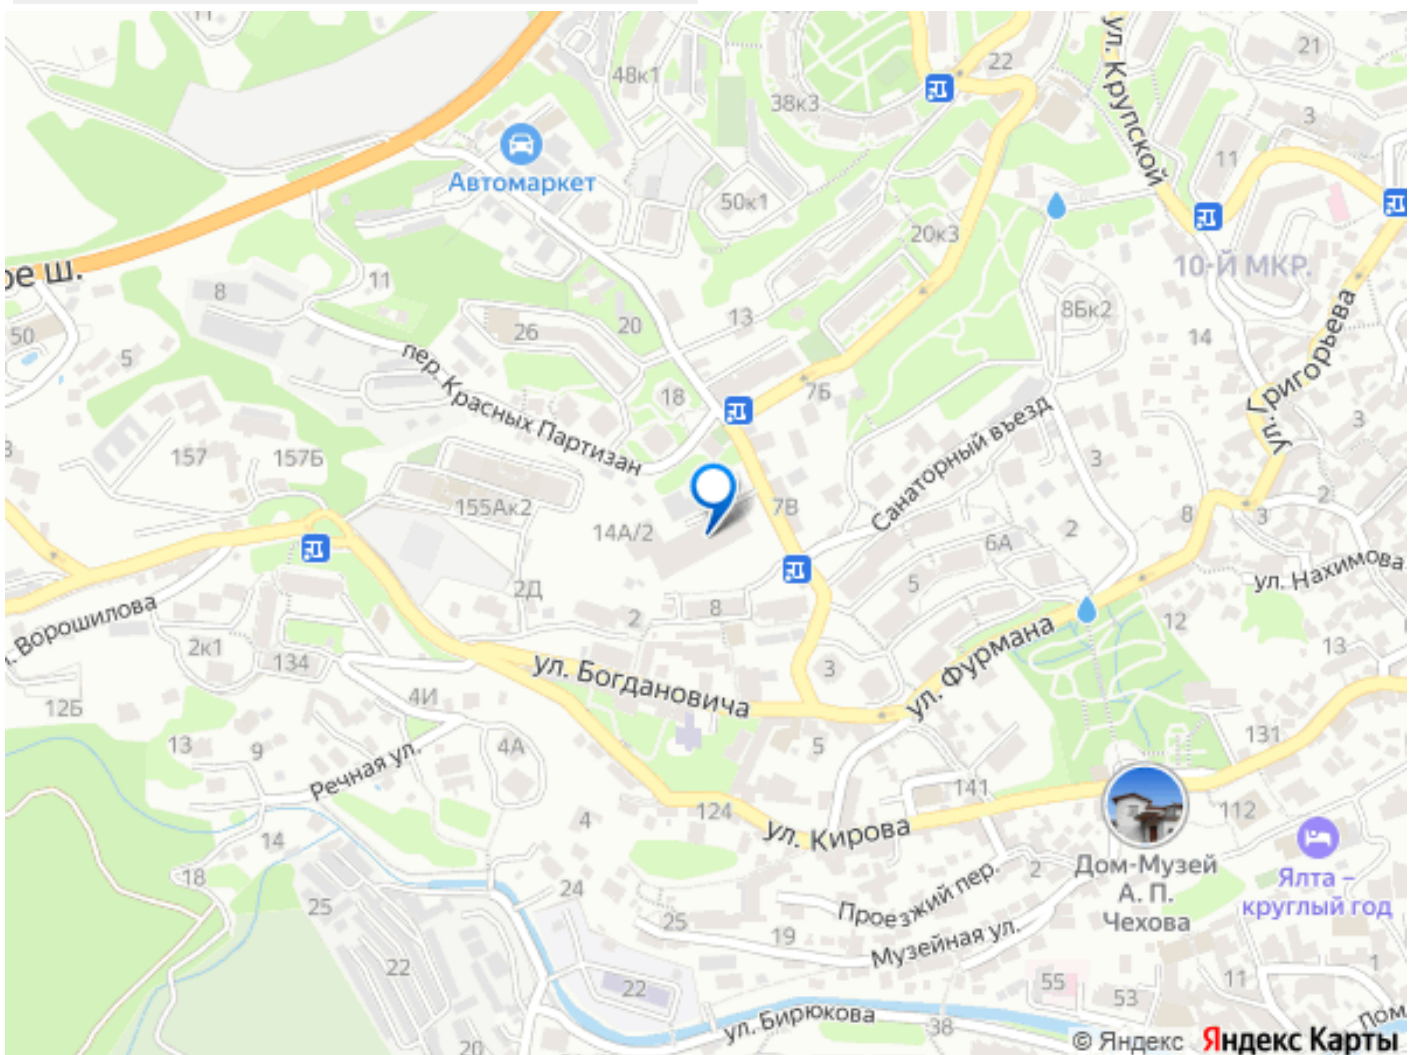 11
22
21
48к1
38к3
3
ул. Крупской
11
Автомаркет
50к1
20к3
ое ш.
10-Й МКР.
11
8
8Бк2
50
26
20
13
14
5
ул. Григорьева
пер. Красных Партизан
18
7Б
3
157
157Б
Санаторный въезд
3
155Ак2
7В
2
14А/2
8
3
2
6А
ул. Нахимова
2Д
5
. Ворошилова
8
2
12
13
2к1
134
ул. Фурмана
ул. Богдановича
3
4И
12Б
13
9
4А
5
131
Речная ул.
141
124
112
ул. Кирова
14
4
2
Дом-Музей
А. П.
Чехова
Ялта –
круглый год
18
24
25
Проезжий пер.
25
19
Музейная ул.
22
22
55
53
11
1
ул. Бирюкова
38
20
Лом.
© Яндекс Яндекс Карты